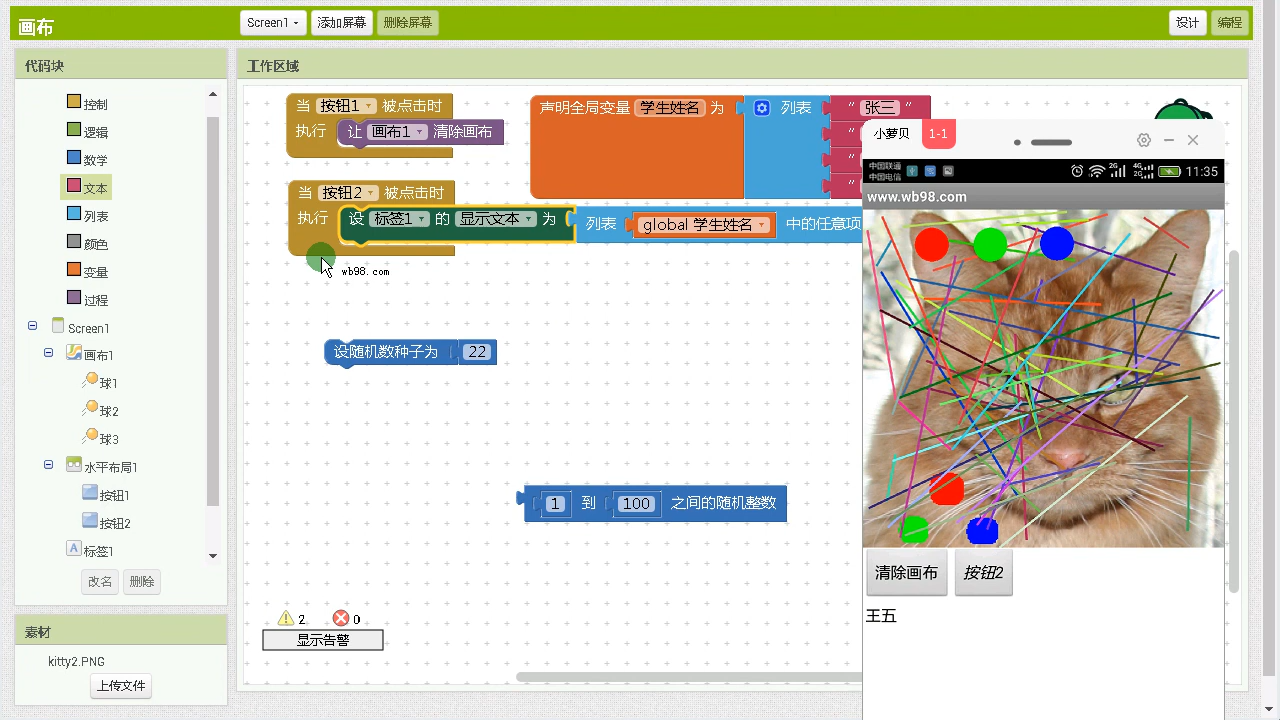 画布
Screen1
添加屏幕
删除屏幕
设计
编程
代码块
工作区域
控制
逻辑
数字
文本
颜色
过程
Screen1
画布1
球1
球2
球3
水平布局1
按钮1
按钮2
改名
删除
素材
kitty2.PNG
上传文件
当 按钮1 被点击时
执行 让 画布1 清除画布
当 按钮2 被点击时
执行 设 标签1 的 显示文本 为 列表 global 学生姓名 中的任意项
声明全局变量 学生姓名 为 列表 " 张三 "
"
"
"
wb98.com
设随机数种子为 22
1 到 100 之间的随机整数
2 0
显示告警
小萝贝 1-1
中国联通
中国电信
2G
4G
2G
11:35
www.wb98.com
清除画布
按钮2
王五